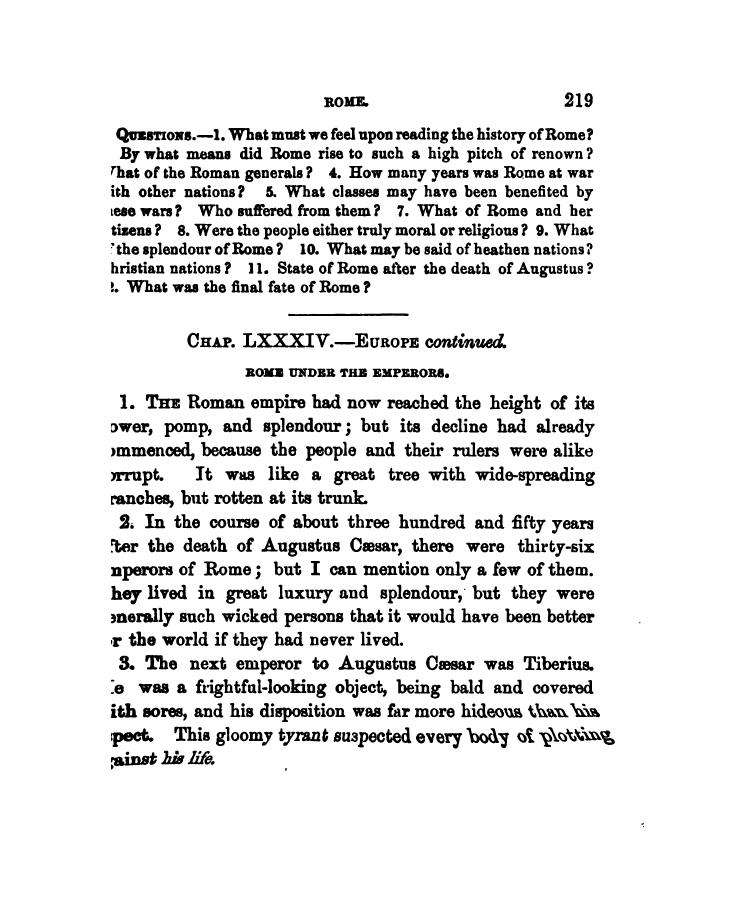 ROME. 219
QUESTIONS.—1. What must we feel upon reading the history of Rome?
By what means did Rome rise to such a high pitch of renown?
hat of the Roman generals? 4. How many years was Rome at war
ith other nations? 5. What classes may have been benefited by
ese wars? Who suffered from them? 7. What of Rome and her
tizens? 8. Were the people either truly moral or religious? 9. What
the splendour of Rome? 10. What may be said of heathen nations?
hristian nations? 11. State of Rome after the death of Augustus?
. What was the final fate of Rome?
CHAP. LXXXIV.—EUROPE continued.
ROME UNDER THE EMPERORS.
1. THE Roman empire had now reached the height of its
ower, pomp, and splendour; but its decline had already
mmenced, because the people and their rulers were alike
rrupt. It was like a great tree with wide-spreading
ranches, but rotten at its trunk.
2. In the course of about three hundred and fifty years
ter the death of Augustus Cæsar, there were thirty-six
mperors of Rome; but I can mention only a few of them.
hey lived in great luxury and splendour, but they were
enerally such wicked persons that it would have been better
r the world if they had never lived.
3. The next emperor to Augustus Cæsar was Tiberius.
e was a frightful-looking object, being bald and covered
ith sores, and his disposition was far more hideous than his
pect. This gloomy tyrant suspected every body of plotting
ainst his life.